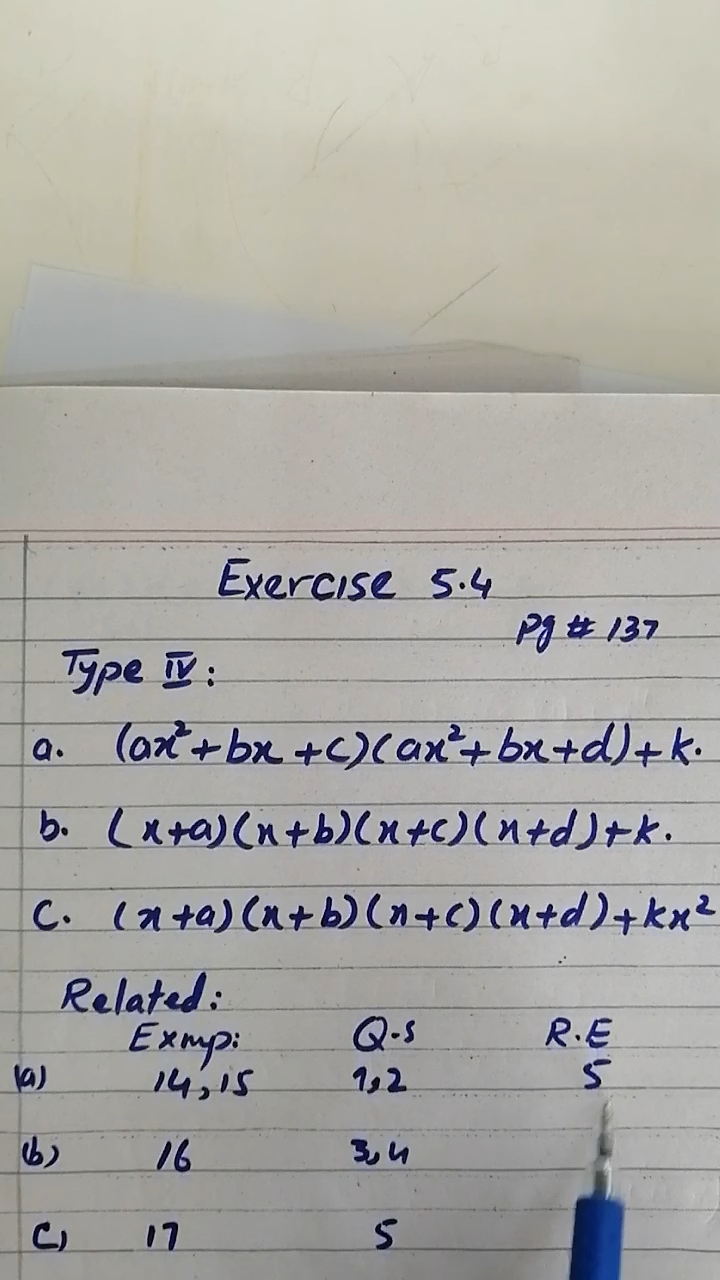 Exercise 5.4
Pg # 137
Type IV:
a. (ax²+bx+c)(ax²+bx+d)+k.
b. (x+a)(x+b)(x+c)(x+d)+k.
C. (x+a)(x+b)(x+c)(x+d)+kx²
Related:
Exmp: Q.s R.E
(a) 14,15 1,2 5
(b) 16 3,4
C) 17 5